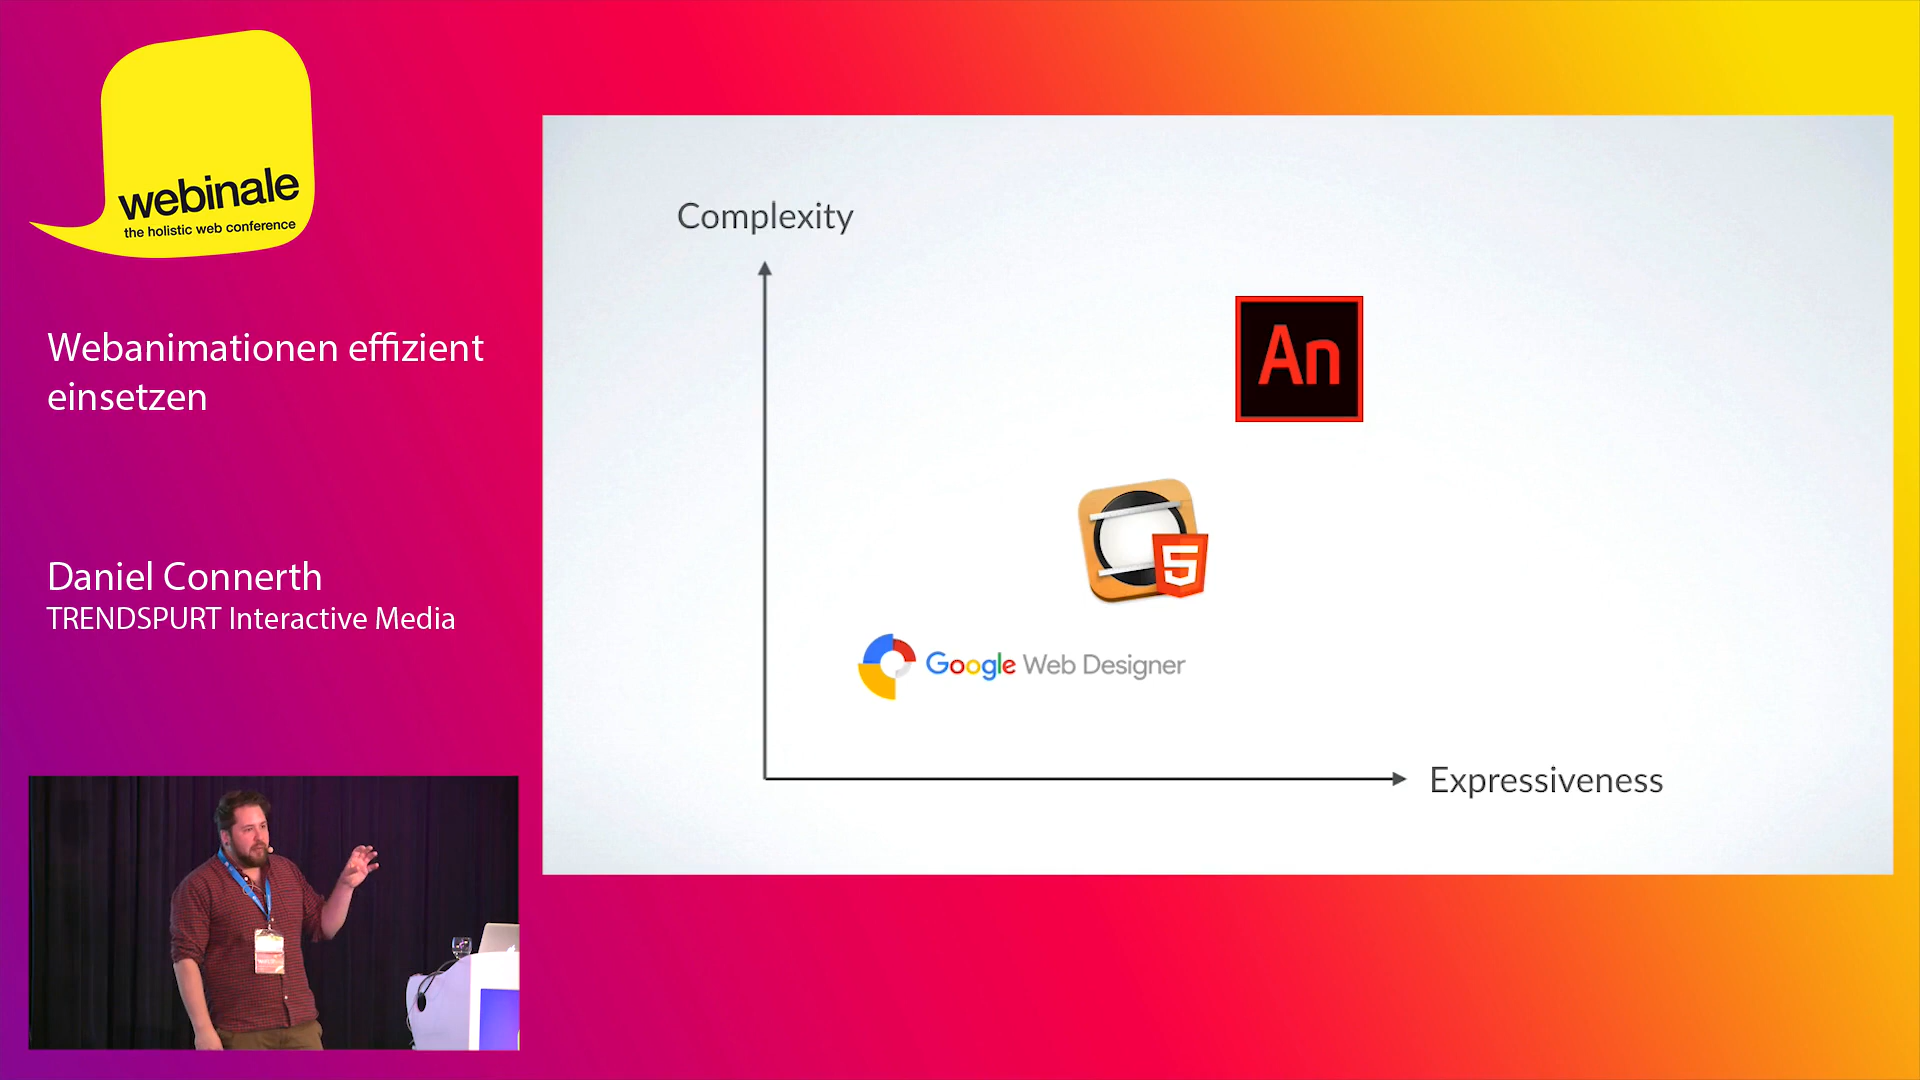 webinale
the holistic web conference
Webanimationen effizient
einsetzen
Daniel Connerth
TRENDSPURT Interactive Media
Complexity
An
5
Google Web Designer
Expressiveness